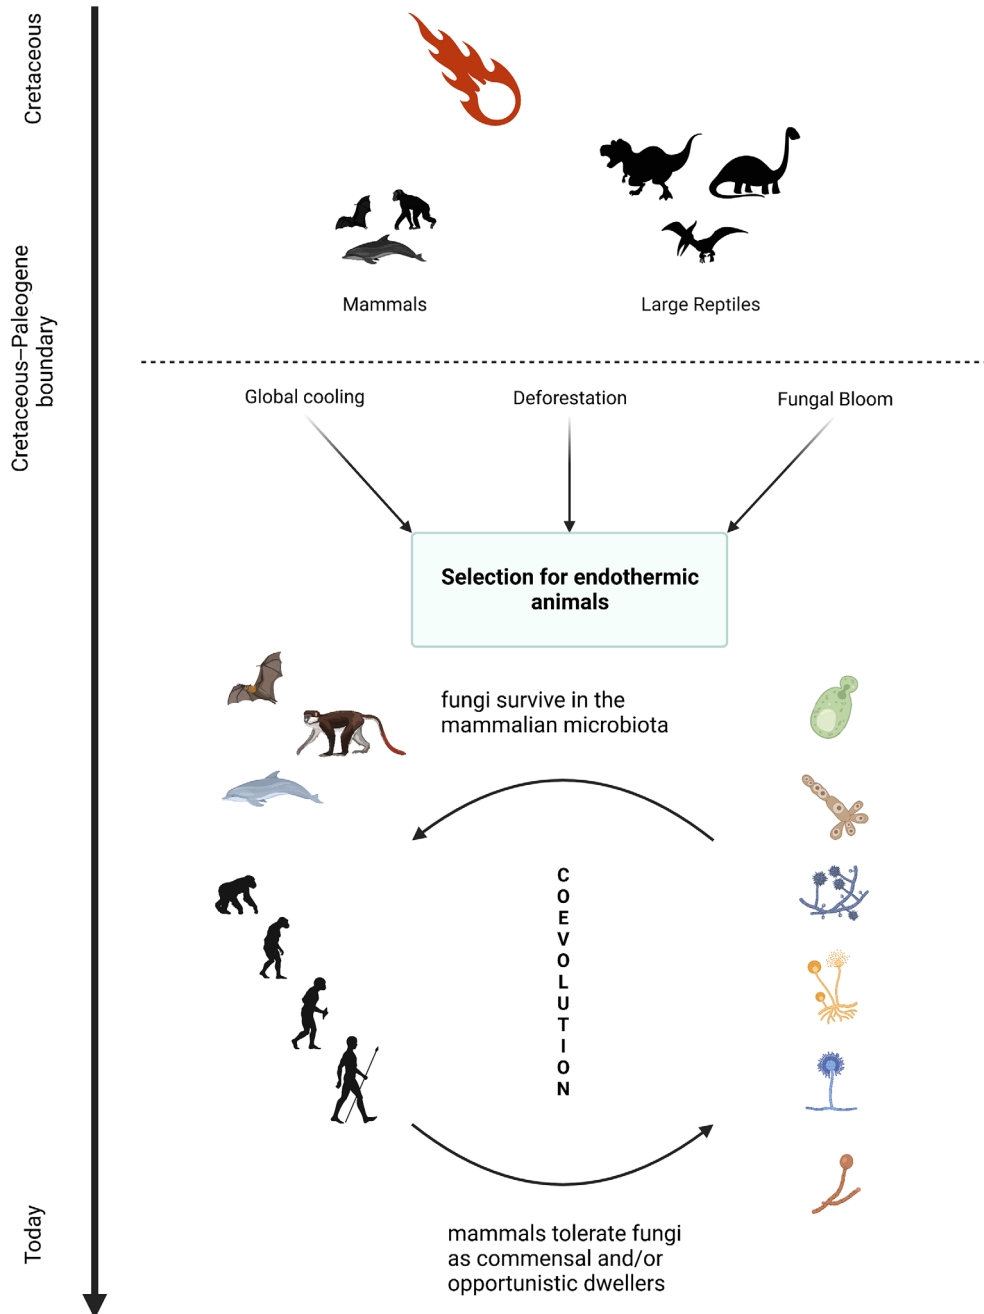 Cretaceous
Mammals
Large Reptiles
Cretaceous–Paleogene
boundary
Global cooling
Deforestation
Fungal Bloom
Selection for endothermic
animals
fungi survive in the
mammalian microbiota
COEVOLUTION
Today
mammals tolerate fungi
as commensal and/or
opportunistic dwellers